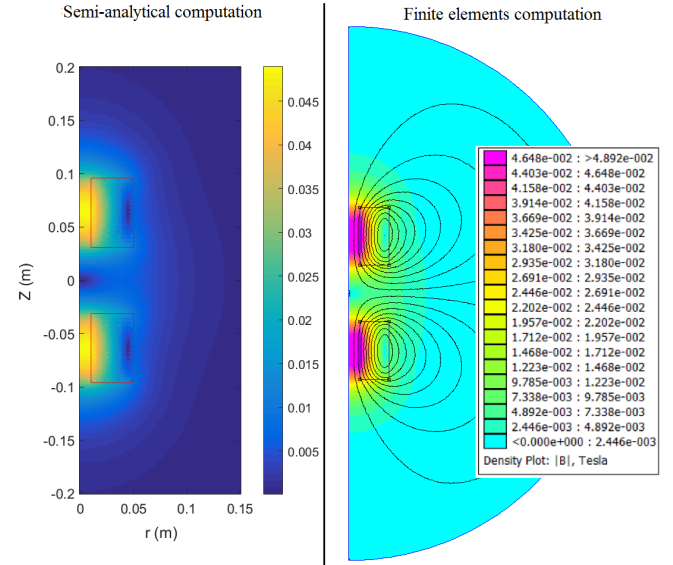 Semi-analytical computation
Finite elements computation
0.2
0.15
0.1
0.05
0
-0.05
-0.1
-0.15
-0.2
Z (m)
0
0.05
0.1
0.15
r (m)
0.045
0.04
0.035
0.03
0.025
0.02
0.015
0.01
0.005
4.648e-002 : >4.892e-002
4.403e-002 : 4.648e-002
4.158e-002 : 4.403e-002
3.914e-002 : 4.158e-002
3.669e-002 : 3.914e-002
3.425e-002 : 3.669e-002
3.180e-002 : 3.425e-002
2.935e-002 : 3.180e-002
2.691e-002 : 2.935e-002
2.446e-002 : 2.691e-002
2.202e-002 : 2.446e-002
1.957e-002 : 2.202e-002
1.712e-002 : 1.957e-002
1.468e-002 : 1.712e-002
1.223e-002 : 1.468e-002
9.785e-003 : 1.223e-002
7.338e-003 : 9.785e-003
4.892e-003 : 7.338e-003
2.446e-003 : 4.892e-003
<0.000e+000 : 2.446e-003
Density Plot: |B|, Tesla